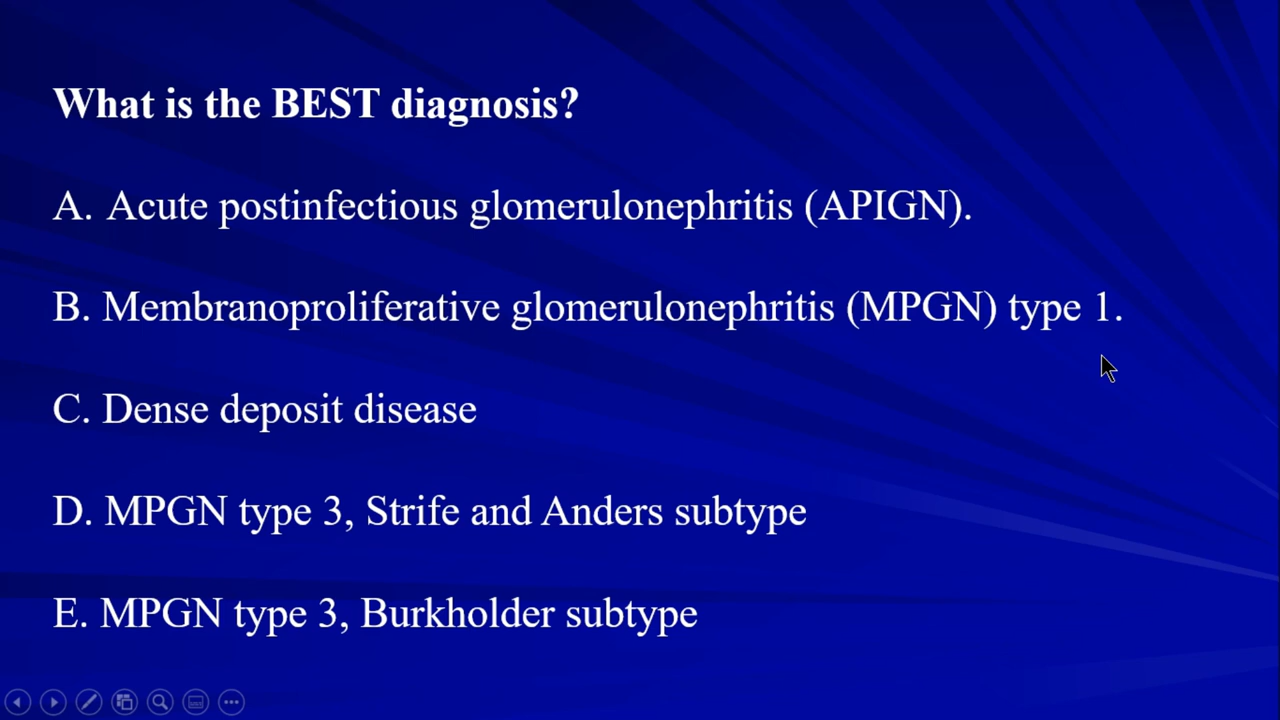 What is the BEST diagnosis?
A. Acute postinfectious glomerulonephritis (APIGN).
B. Membranoproliferative glomerulonephritis (MPGN) type 1.
C. Dense deposit disease
D. MPGN type 3, Strife and Anders subtype
E. MPGN type 3, Burkholder subtype